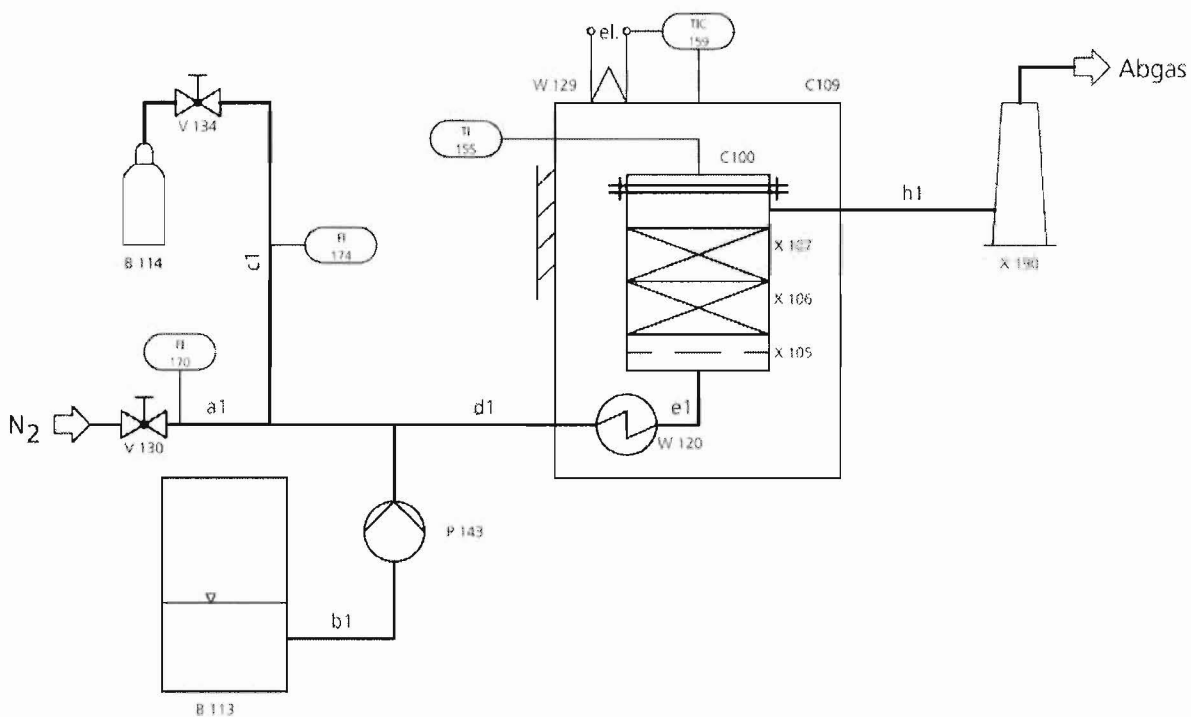 el.
TIC
159
W 129
C109
Abgas
V 134
TI
155
C100
h1
B 114
c1
FI
174
X 107
X 106
X 105
X 190
FI
170
a1
d1
e1
N2
V 130
W 120
P 143
b1
B 113